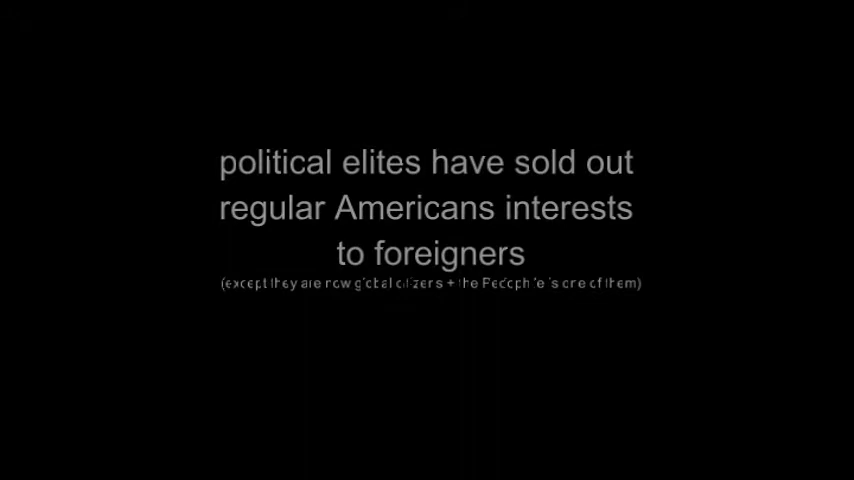 political elites have sold out
regular Americans interests
to foreigners
(except they are now global citizens + the Pedophile is one of them)